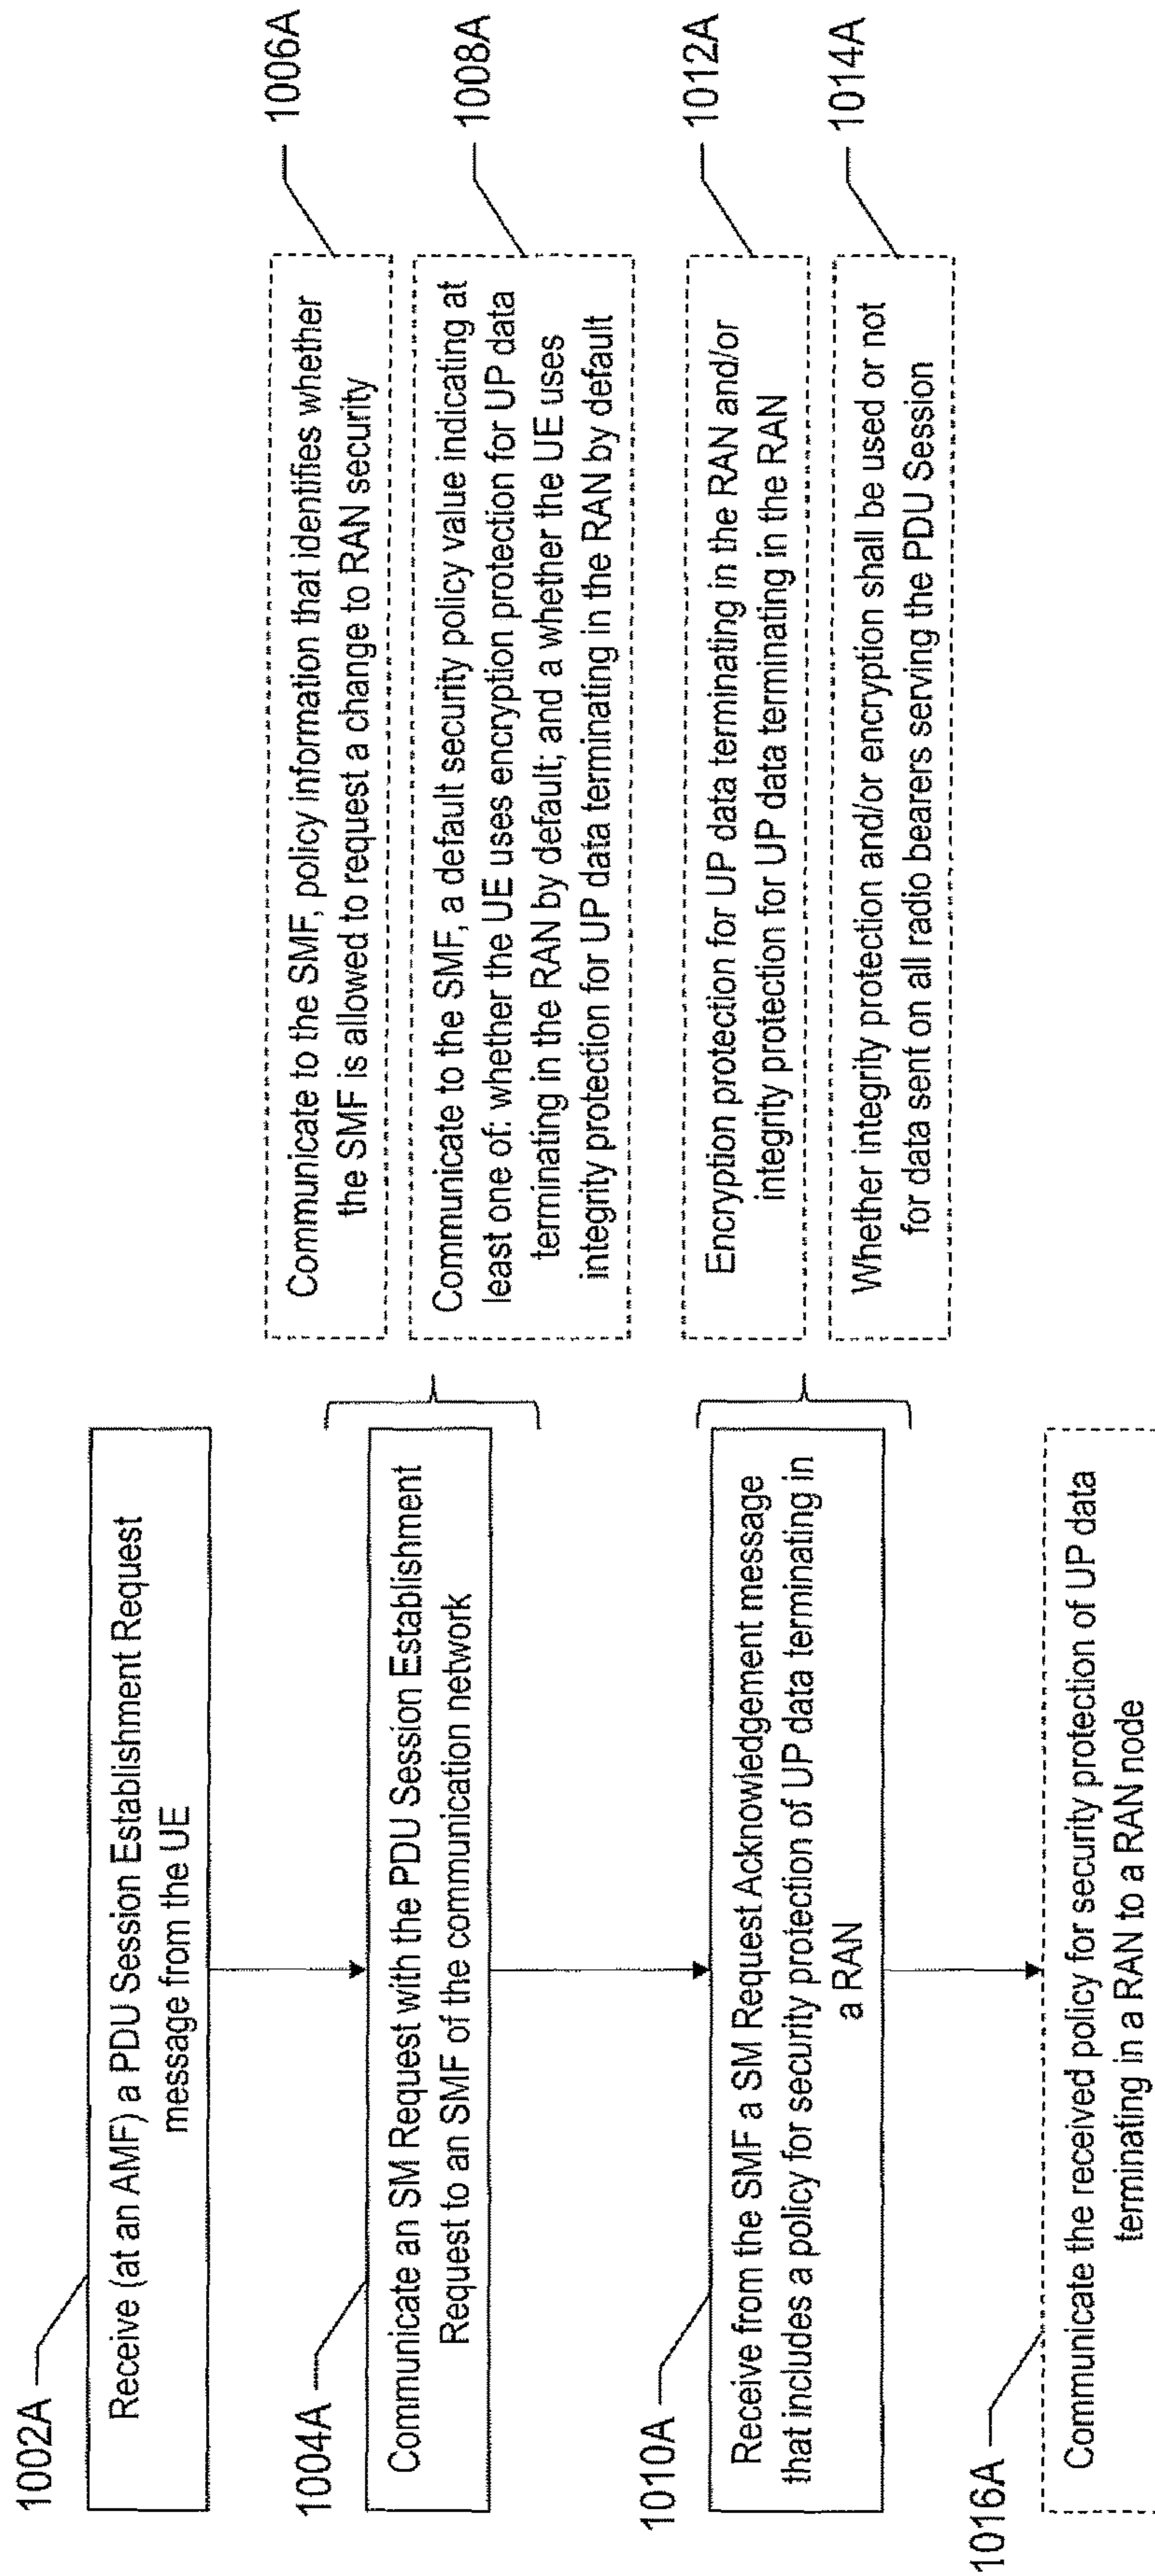 1002A
Receive (at an AMF) a PDU Session Establishment Request
message from the UE
1004A
Communicate an SM Request with the PDU Session Establishment
Request to an SMF of the communication network
Communicate to the SMF, policy information that identifies whether
the SMF is allowed to request a change to RAN security
1006A
Communicate to the SMF, a default security policy value indicating at
least one of: whether the UE uses encryption protection for UP data
terminating in the RAN by default; and a whether the UE uses
integrity protection for UP data terminating in the RAN by default
1008A
1010A
Receive from the SMF a SM Request Acknowledgement message
that includes a policy for security protection of UP data terminating in
a RAN
Encryption protection for UP data terminating in the RAN and/or
integrity protection for UP data terminating in the RAN
1012A
Whether integrity protection and/or encryption shall be used or not
for data sent on all radio bearers serving the PDU Session
1014A
1016A
Communicate the received policy for security protection of UP data
terminating in a RAN to a RAN node